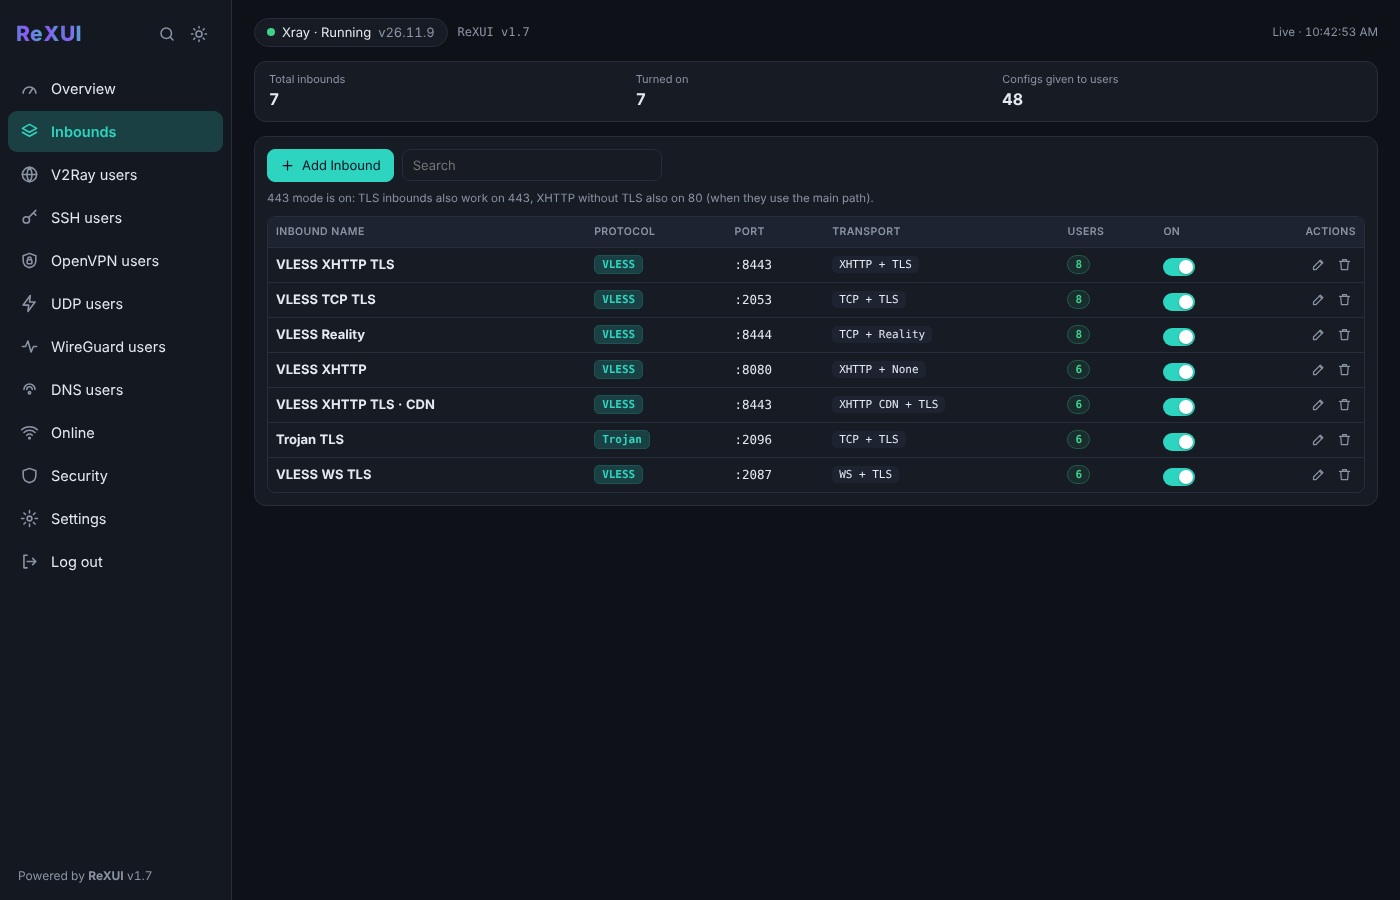 ReXUI
Overview
Inbounds
V2Ray users
SSH users
OpenVPN users
UDP users
WireGuard users
DNS users
Online
Security
Settings
Log out
Powered by ReXUI v1.7
Xray · Running v26.11.9 ReXUI v1.7 Live · 10:42:53 AM
Total inbounds Turned on Configs given to users
7 7 48
+ Add Inbound Search
443 mode is on: TLS inbounds also work on 443, XHTTP without TLS also on 80 (when they use the main path).
INBOUND NAME PROTOCOL PORT TRANSPORT USERS ON ACTIONS
VLESS XHTTP TLS VLESS :8443 XHTTP + TLS 8
VLESS TCP TLS VLESS :2053 TCP + TLS 8
VLESS Reality VLESS :8444 TCP + Reality 8
VLESS XHTTP VLESS :8080 XHTTP + None 6
VLESS XHTTP TLS · CDN VLESS :8443 XHTTP CDN + TLS 6
Trojan TLS Trojan :2096 TCP + TLS 6
VLESS WS TLS VLESS :2087 WS + TLS 6